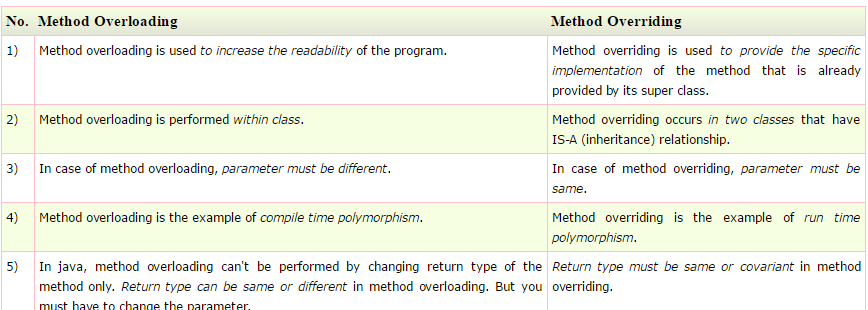 No. Method Overloading Method Overriding
1) Method overloading is used to increase the readability of the program. Method overriding is used to provide the specific
implementation of the method that is already
provided by its super class.
2) Method overloading is performed within class. Method overriding occurs in two classes that have
IS-A (inheritance) relationship.
3) In case of method overloading, parameter must be different. In case of method overriding, parameter must be
same.
4) Method overloading is the example of compile time polymorphism. Method overriding is the example of run time
polymorphism.
5) In java, method overloading can't be performed by changing return type of the Return type must be same or covariant in method
method only. Return type can be same or different in method overloading. But you overriding.
must have to change the parameter.